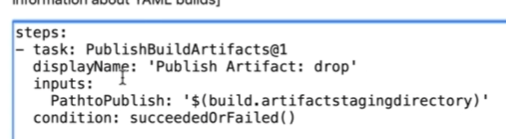 information about YAML builds]
steps:
- task: PublishBuildArtifacts@1
  displayName: 'Publish Artifact: drop'
  inputs:
    PathtoPublish: '$(build.artifactstagingdirectory)'
  condition: succeededOrFailed()